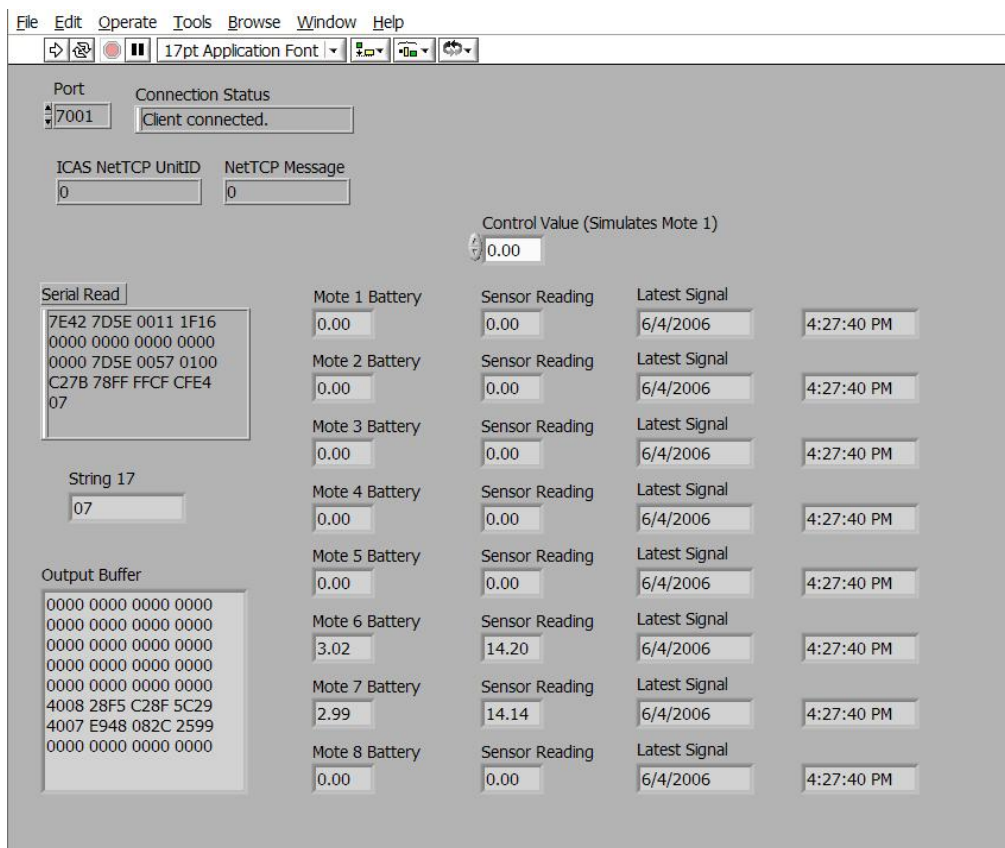 File Edit Operate Tools Browse Window Help
17pt Application Font
Port
7001
Connection Status
Client connected.
ICAS NetTCP UnitID
0
NetTCP Message
0
Control Value (Simulates Mote 1)
0.00
Serial Read
7E42 7D5E 0011 1F16
0000 0000 0000 0000
0000 7D5E 0057 0100
C27B 78FF FFCF CFE4
07
String 17
07
Output Buffer
0000 0000 0000 0000
0000 0000 0000 0000
0000 0000 0000 0000
0000 0000 0000 0000
0000 0000 0000 0000
4008 28F5 C28F 5C29
4007 E948 082C 2599
0000 0000 0000 0000
Mote 1 Battery Sensor Reading Latest Signal
0.00 0.00 6/4/2006 4:27:40 PM
Mote 2 Battery Sensor Reading Latest Signal
0.00 0.00 6/4/2006 4:27:40 PM
Mote 3 Battery Sensor Reading Latest Signal
0.00 0.00 6/4/2006 4:27:40 PM
Mote 4 Battery Sensor Reading Latest Signal
0.00 0.00 6/4/2006 4:27:40 PM
Mote 5 Battery Sensor Reading Latest Signal
0.00 0.00 6/4/2006 4:27:40 PM
Mote 6 Battery Sensor Reading Latest Signal
3.02 14.20 6/4/2006 4:27:40 PM
Mote 7 Battery Sensor Reading Latest Signal
2.99 14.14 6/4/2006 4:27:40 PM
Mote 8 Battery Sensor Reading Latest Signal
0.00 0.00 6/4/2006 4:27:40 PM